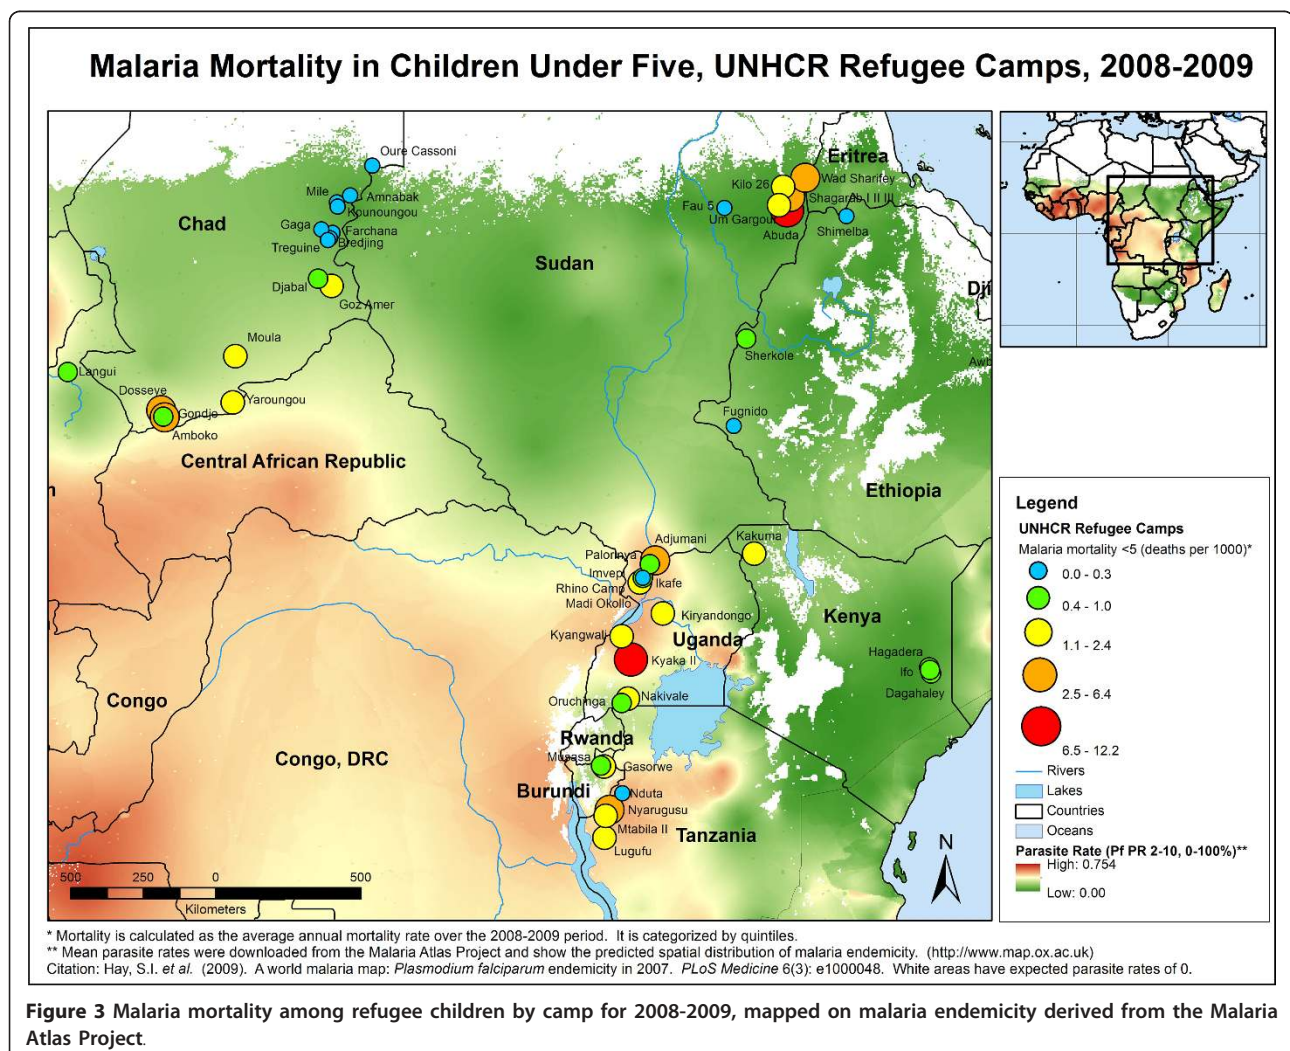 Malaria Mortality in Children Under Five, UNHCR Refugee Camps, 2008-2009
Oure Cassoni
Mile
Amnabak
Kounoungou
Gaga
Farchana
Treguine
Bredjing
Chad
Djabal
Goz Amer
Moula
Langui
Dosseye
Gondje
Amboko
Yaroungou
Central African Republic
Sudan
Eritrea
Kilo 26
Wad Sharifey
Fau 5
Shagarab I II III
Um Gargour
Abuda
Shimelba
Dji
Sherkole
Awb
Fugnido
Ethiopia
Adjumani
Palorinya
Imvepi
Ikafe
Rhino Camp
Madi Okollo
Kakuma
Kiryandongo
Kyangwali
Uganda
Kenya
Kyaka II
Hagadera
Ifo
Dagahaley
Oruchinga
Nakivale
Congo
Congo, DRC
Rwanda
Musasa
Gasorwe
Burundi
Nduta
Nyarugusu
Mtabila II
Lugufu
Tanzania
n
N
500 250 0 500
Kilometers
Legend
UNHCR Refugee Camps
Malaria mortality <5 (deaths per 1000)*
0.0 - 0.3
0.4 - 1.0
1.1 - 2.4
2.5 - 6.4
6.5 - 12.2
Rivers
Lakes
Countries
Oceans
Parasite Rate (Pf PR 2-10, 0-100%)**
High: 0.754
Low: 0.00
* Mortality is calculated as the average annual mortality rate over the 2008-2009 period. It is categorized by quintiles.
** Mean parasite rates were downloaded from the Malaria Atlas Project and show the predicted spatial distribution of malaria endemicity. (http://www.map.ox.ac.uk)
Citation: Hay, S.I. et al. (2009). A world malaria map: Plasmodium falciparum endemicity in 2007. PLoS Medicine 6(3): e1000048. White areas have expected parasite rates of 0.
Figure 3 Malaria mortality among refugee children by camp for 2008-2009, mapped on malaria endemicity derived from the Malaria
Atlas Project.